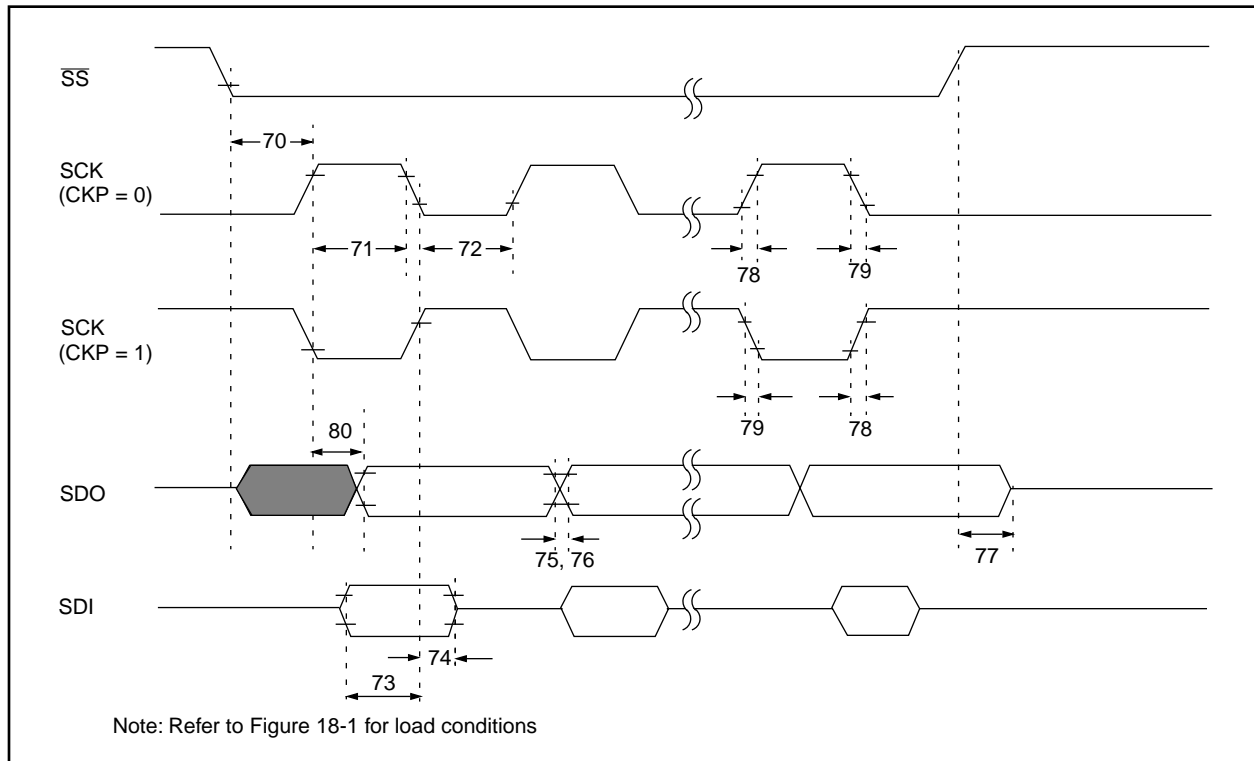 SS
70
SCK
(CKP = 0)
71
72
78
79
SCK
(CKP = 1)
79
78
80
SDO
75, 76
77
SDI
74
73
Note: Refer to Figure 18-1 for load conditions